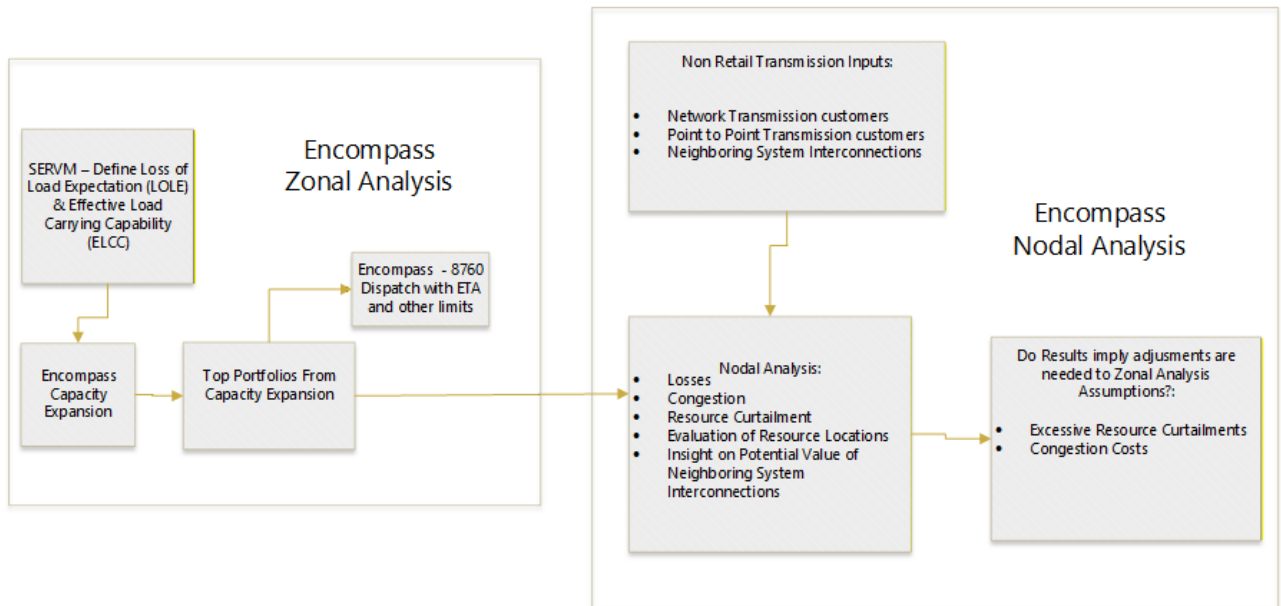 Encompass
Zonal Analysis
SERVM – Define Loss of
Load Expectation (LOLE)
& Effective Load
Carrying Capability
(ELCC)
Encompass - 8760
Dispatch with ETA
and other limits
Encompass
Capacity
Expansion
Top Portfolios From
Capacity Expansion
Encompass
Nodal Analysis
Non Retail Transmission Inputs:
• Network Transmission customers
• Point to Point Transmission customers
• Neighboring System Interconnections
Nodal Analysis:
• Losses
• Congestion
• Resource Curtailment
• Evaluation of Resource Locations
• Insight on Potential Value of
Neighboring System
Interconnections
Do Results imply adjusments are
needed to Zonal Analysis
Assumptions?:
• Excessive Resource Curtailments
• Congestion Costs